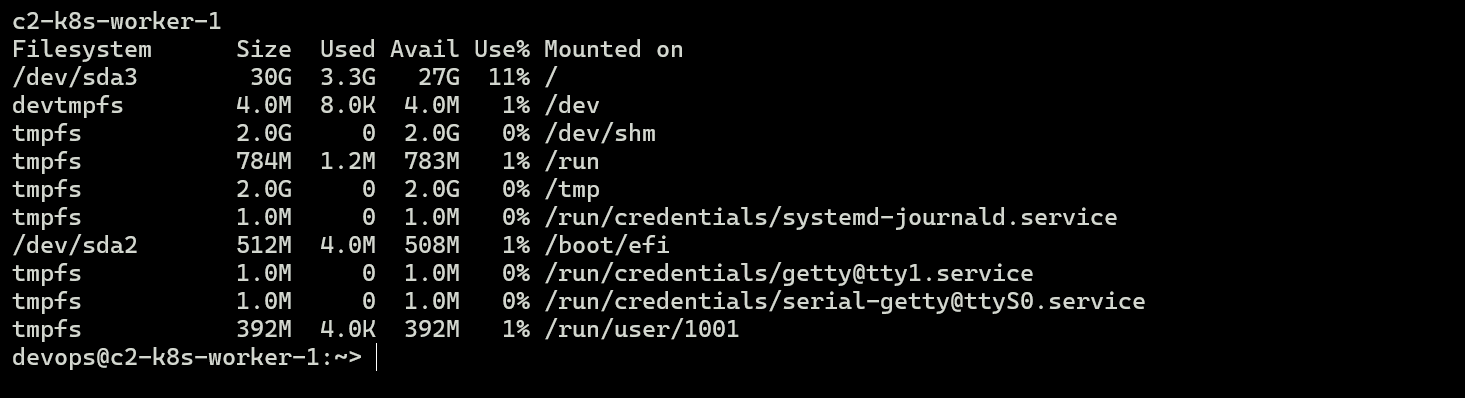 c2-k8s-worker-1
Filesystem      Size  Used Avail Use% Mounted on
/dev/sda3        30G  3.3G   27G  11% /
devtmpfs        4.0M  8.0K  4.0M   1% /dev
tmpfs           2.0G     0  2.0G   0% /dev/shm
tmpfs           784M  1.2M  783M   1% /run
tmpfs           2.0G     0  2.0G   0% /tmp
tmpfs           1.0M     0  1.0M   0% /run/credentials/systemd-journald.service
/dev/sda2       512M  4.0M  508M   1% /boot/efi
tmpfs           1.0M     0  1.0M   0% /run/credentials/getty@tty1.service
tmpfs           1.0M     0  1.0M   0% /run/credentials/serial-getty@ttyS0.service
tmpfs           392M  4.0K  392M   1% /run/user/1001
devops@c2-k8s-worker-1:~>